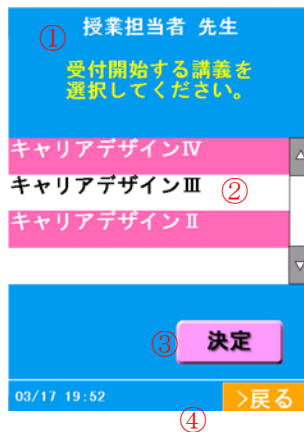 ① 授業担当者 先生
受付開始する講義を
選択してください。
キャリアデザインⅣ
キャリアデザインⅢ ②
キャリアデザインⅡ
③ 決定
03/17 19:52 >戻る
④